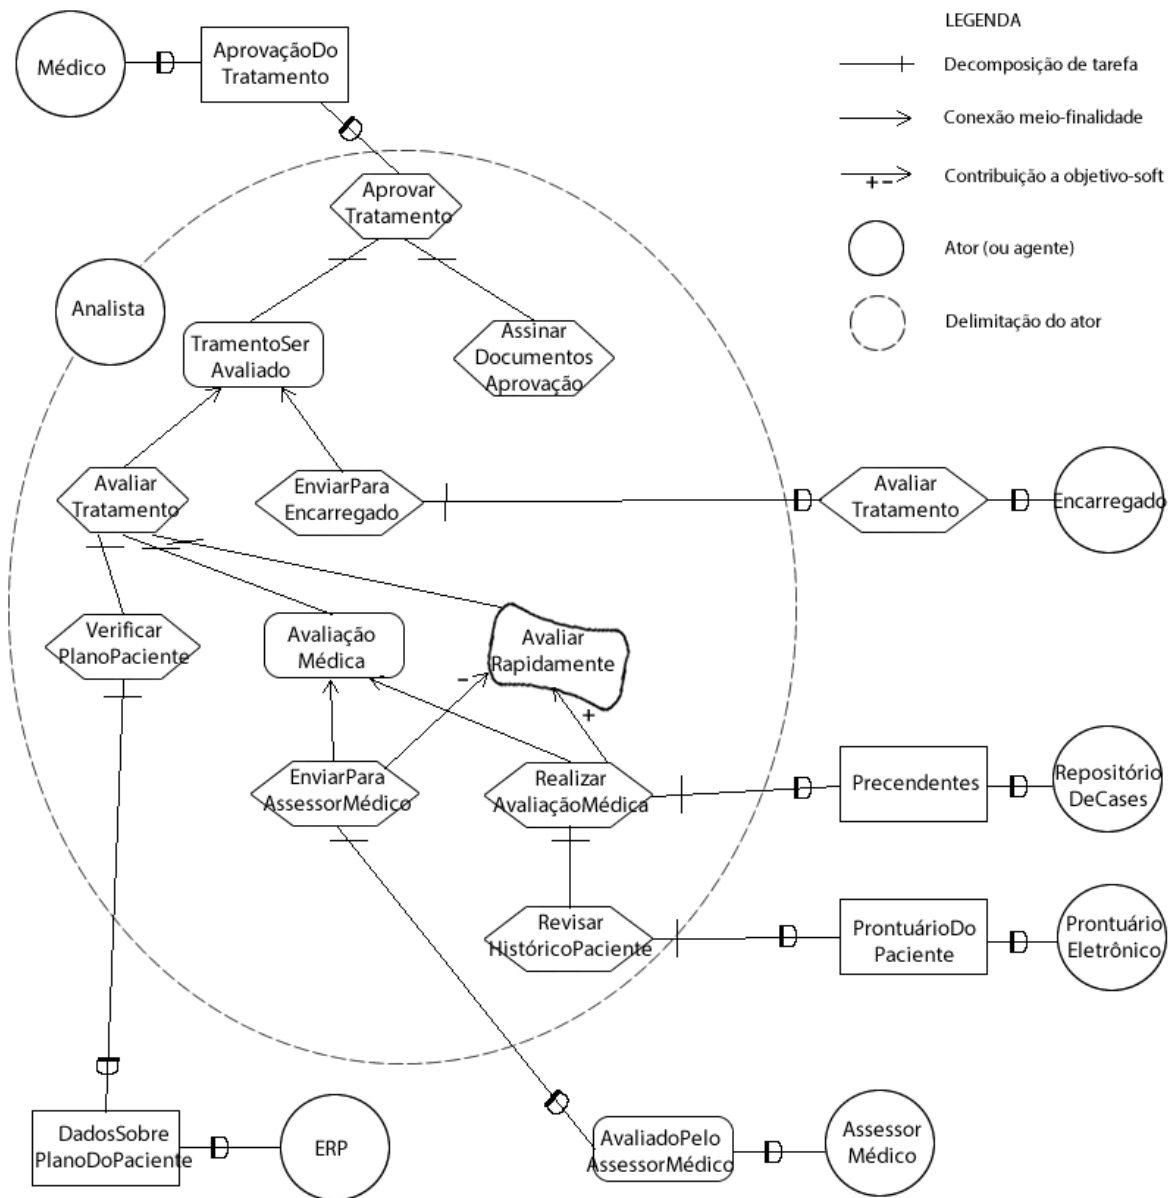 LEGENDA
Decomposição de tarefa
Conexão meio-finalidade
+ -
Contribuição a objetivo-soft
Ator (ou agente)
Delimitação do ator
Médico
D
AprovaçãoDo
Tratamento
D
Aprovar
Tratamento
Analista
TramentoSer
Avaliado
Assinar
Documentos
Aprovação
Avaliar
Tratamento
EnviarPara
Encarregado
D
Avaliar
Tratamento
D
Encarregado
Verificar
PlanoPaciente
Avaliação
Médica
Avaliar
Rapidamente
-
+
EnviarPara
AssessorMédico
Realizar
AvaliaçãoMédica
D
Precendentes
D
Repositório
DeCases
Revisar
HistóricoPaciente
D
ProntuárioDo
Paciente
D
Prontuário
Eletrônico
D
DadosSobre
PlanoDoPaciente
D
ERP
D
AvaliadoPelo
AssessorMédico
D
Assessor
Médico